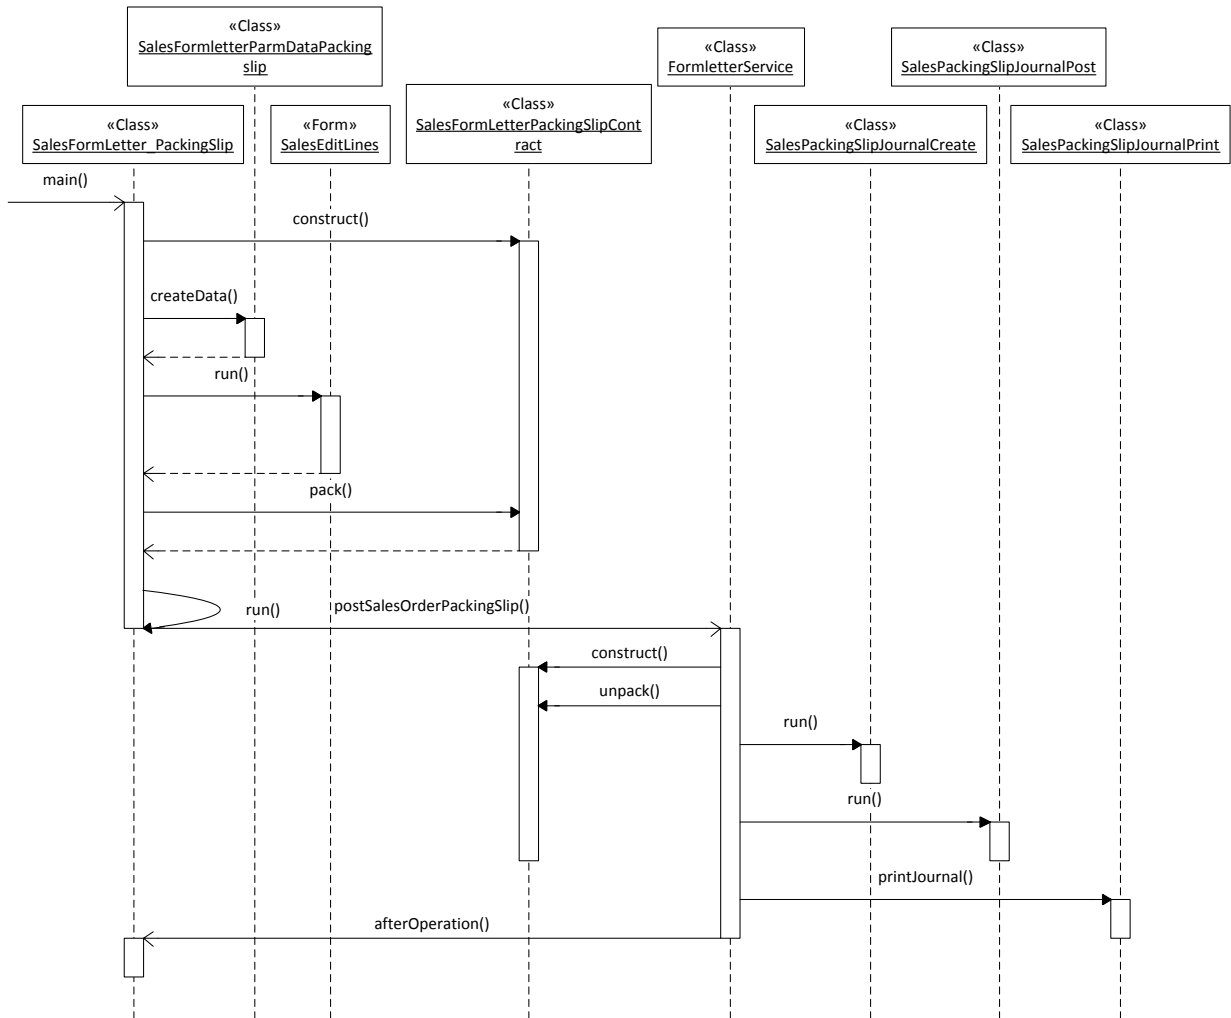 «Class»
SalesFormletterParmDataPacking
slip
«Class»
FormletterService
«Class»
SalesPackingSlipJournalPost
«Class»
SalesFormLetter_PackingSlip
«Form»
SalesEditLines
«Class»
SalesFormLetterPackingSlipCont
ract
«Class»
SalesPackingSlipJournalCreate
«Class»
SalesPackingSlipJournalPrint
main()
construct()
createData()
run()
pack()
run()
postSalesOrderPackingSlip()
construct()
unpack()
run()
run()
printJournal()
afterOperation()